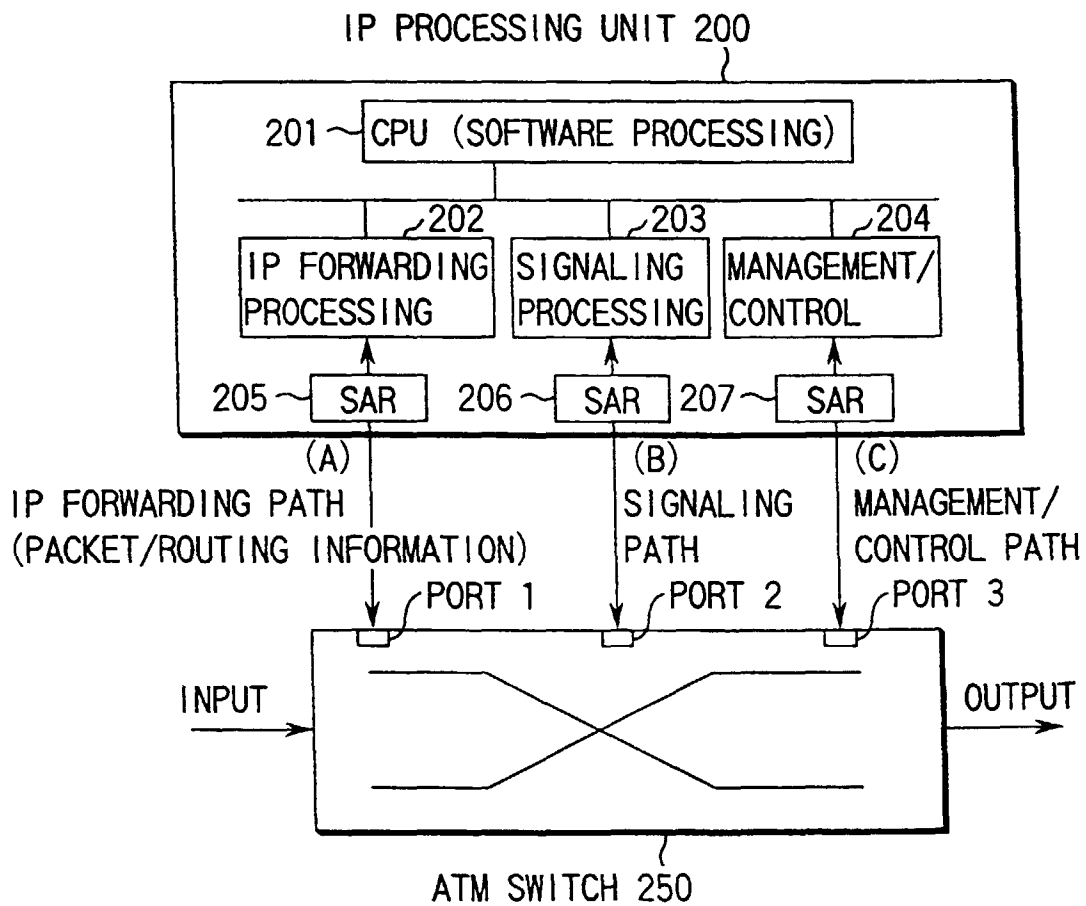 IP PROCESSING UNIT 200
201
CPU (SOFTWARE PROCESSING)
202
203
204
IP FORWARDING
PROCESSING
SIGNALING
PROCESSING
MANAGEMENT/
CONTROL
205
SAR
206
SAR
207
SAR
(A)
(B)
(C)
IP FORWARDING PATH
(PACKET/ROUTING INFORMATION)
SIGNALING
PATH
MANAGEMENT/
CONTROL PATH
PORT 1
PORT 2
PORT 3
INPUT
OUTPUT
ATM SWITCH 250